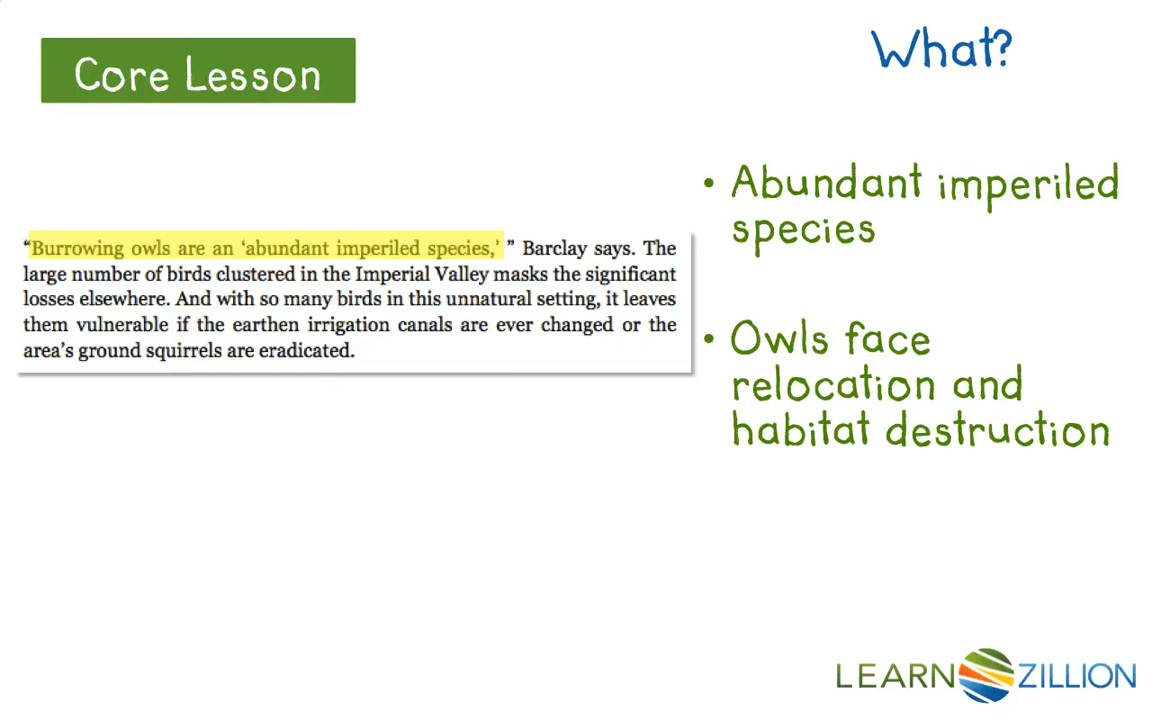 Core Lesson
What?
“Burrowing owls are an ‘abundant imperiled species,’ ” Barclay says. The
large number of birds clustered in the Imperial Valley masks the significant
losses elsewhere. And with so many birds in this unnatural setting, it leaves
them vulnerable if the earthen irrigation canals are ever changed or the
area’s ground squirrels are eradicated.
• Abundant imperiled
species
• Owls face
relocation and
habitat destruction
LEARN ZILLION